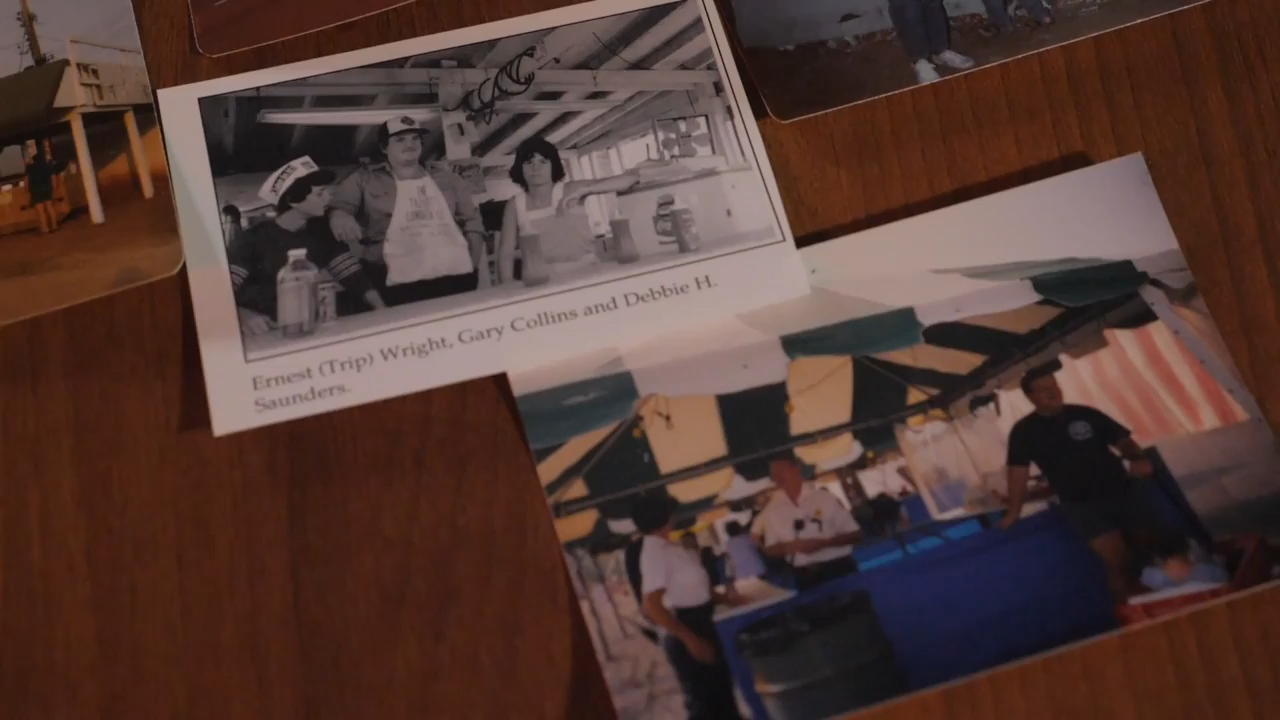 Ernest (Trip) Wright, Gary Collins and Debbie H.
Saunders.